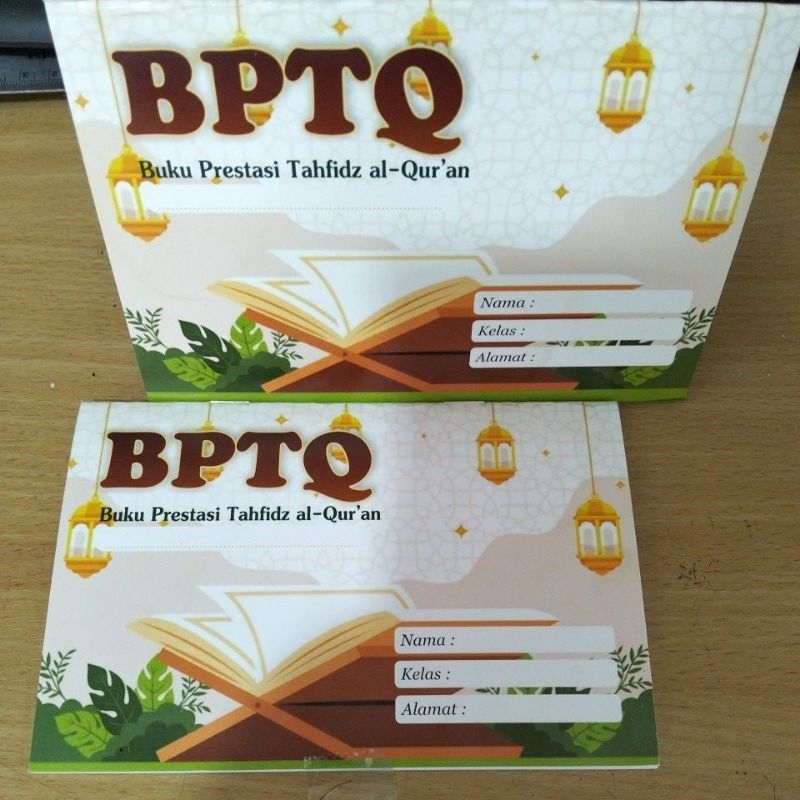 BPTQ
Buku Prestasi Tahfidz al-Qur'an
Nama :
Kelas :
Alamat :
BPTQ
Buku Prestasi Tahfidz al-Qur'an
Nama :
Kelas :
Alamat :